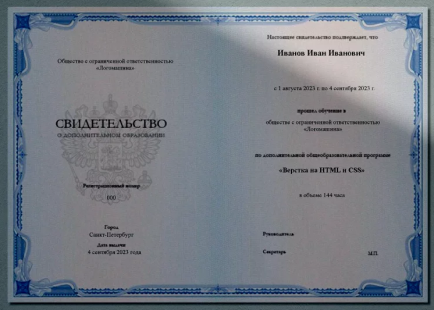 Общество с ограниченной ответственностью
«Логомашина»
СВИДЕТЕЛЬСТВО
О ДОПОЛНИТЕЛЬНОМ ОБРАЗОВАНИИ
Регистрационный номер
000
Город
Санкт-Петербург
Дата выдачи
4 сентября 2023 года
Настоящее свидетельство подтверждает, что
Иванов Иван Иванович
с 1 августа 2023 г. по 4 сентября 2023 г.
прошел обучение в
обществе с ограниченной ответственностью
«Логомашина»
по дополнительной общеобразовательной программе
«Верстка на HTML и CSS»
в объеме 144 часа
Руководитель
Секретарь
М.П.